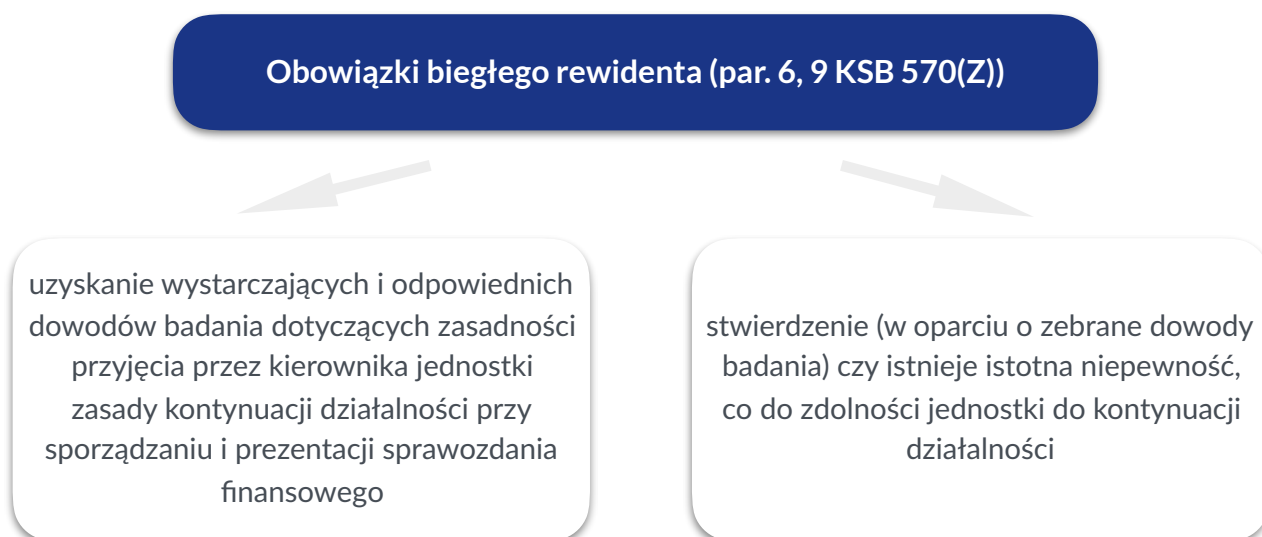 Obowiązki biegłego rewidenta (par. 6, 9 KSB 570(Z))
uzyskanie wystarczających i odpowiednich
dowodów badania dotyczących zasadności
przyjęcia przez kierownika jednostki
zasady kontynuacji działalności przy
sporządzaniu i prezentacji sprawozdania
finansowego
stwierdzenie (w oparciu o zebrane dowody
badania) czy istnieje istotna niepewność,
co do zdolności jednostki do kontynuacji
działalności